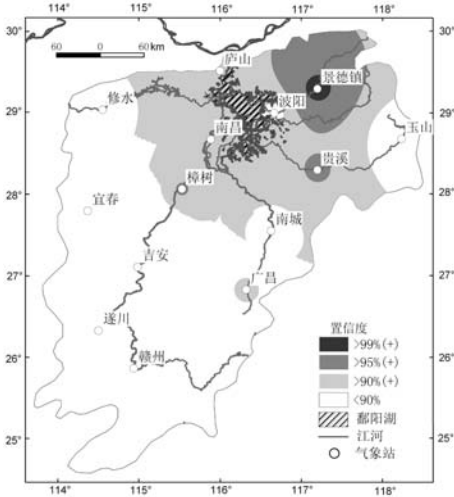 114° 115° 116° 117° 118°
30° 30°
60 0 60km
庐山
景德镇
29° 29°
修水
波阳
南昌
玉山
贵溪
樟树
28° 28°
宜春
南城
吉安
27° 27°
广昌
遂川
置信度
>99%(+)
26° 26°
赣州
>95%(+)
>90%(+)
<90%
鄱阳湖
25° 25°
江河
气象站
114° 115° 116° 117° 118°